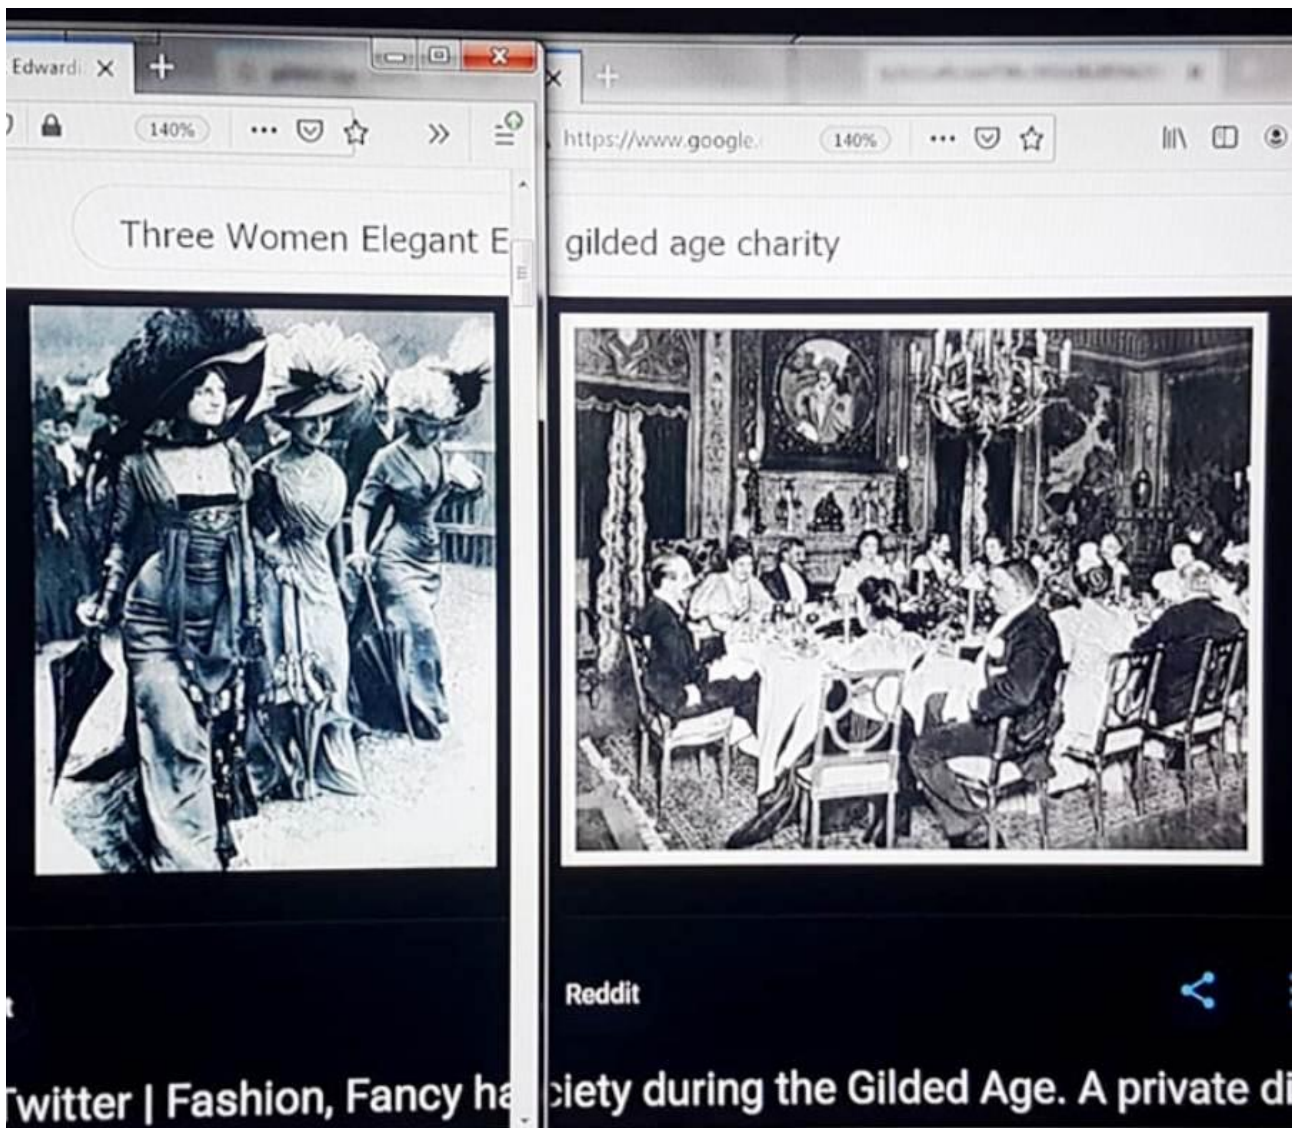 Edwardi
140%
Three Women Elegant E
Twitter | Fashion, Fancy ha
https://www.google.
140%
gilded age charity
Reddit
ciety during the Gilded Age. A private di